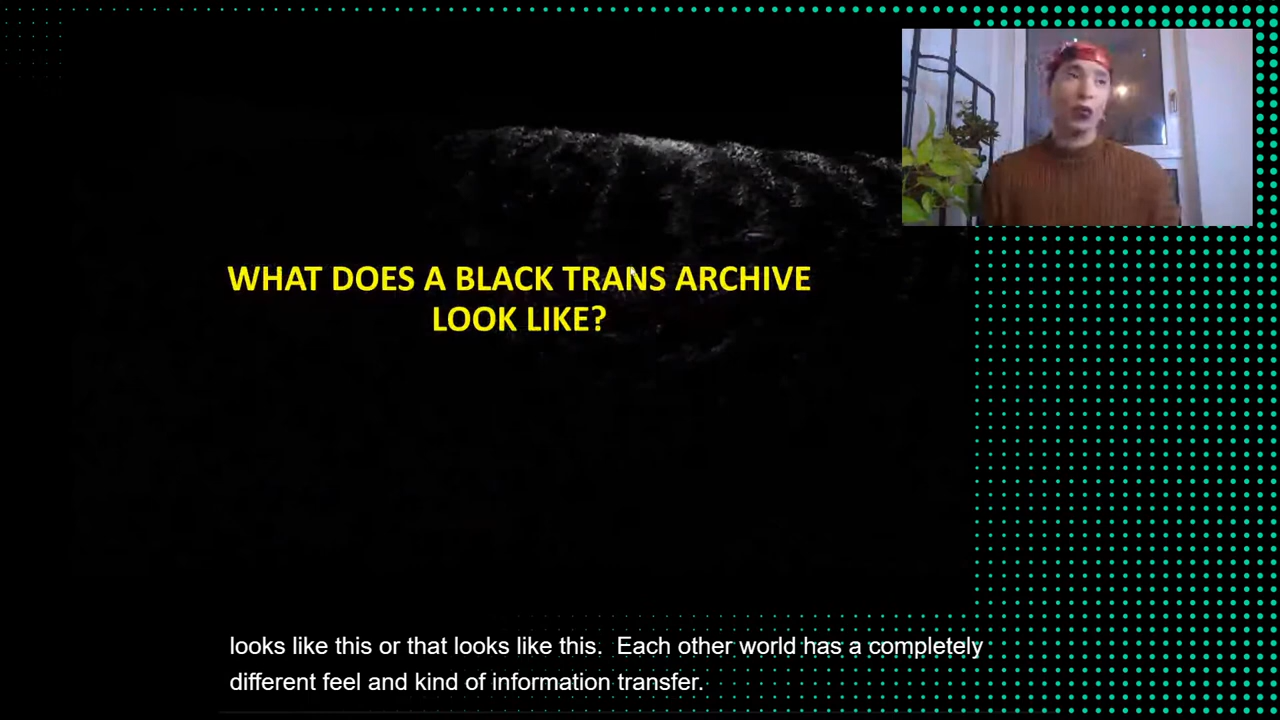 WHAT DOES A BLACK TRANS ARCHIVE
LOOK LIKE?
looks like this or that looks like this.  Each other world has a completely
different feel and kind of information transfer.